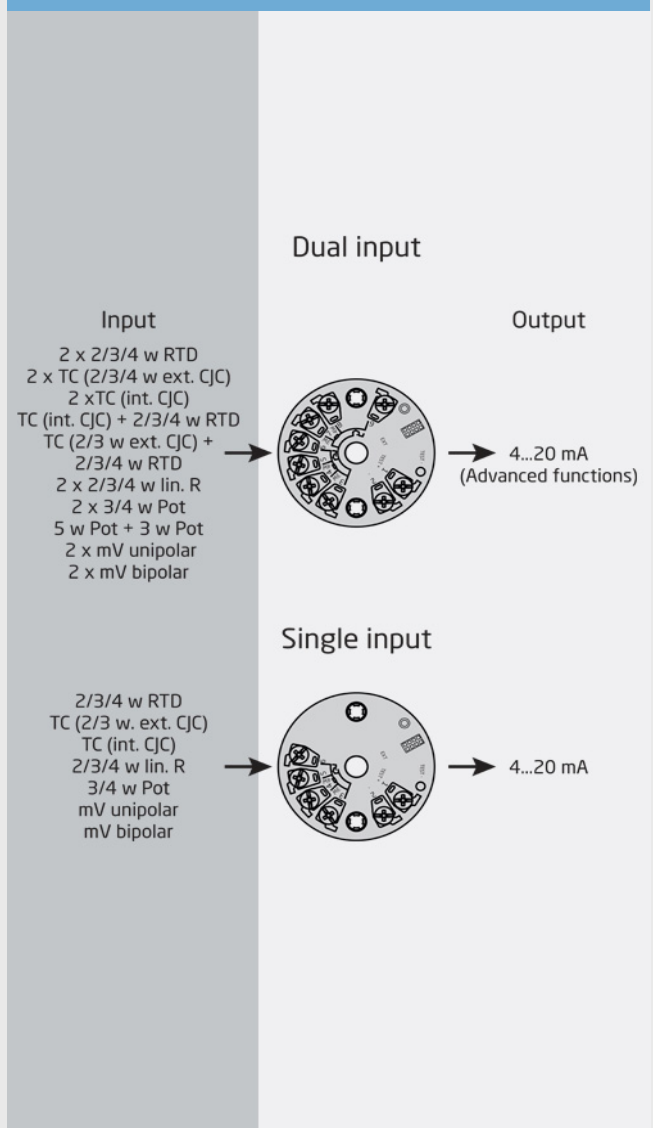 Dual input
Input
Output
2 x 2/3/4 w RTD
2 x TC (2/3/4 w ext. CJC)
2 xTC (int. CJC)
TC (int. CJC) + 2/3/4 w RTD
TC (2/3 w ext. CJC) +
2/3/4 w RTD
2 x 2/3/4 w lin. R
2 x 3/4 w Pot
5 w Pot + 3 w Pot
2 x mV unipolar
2 x mV bipolar
4...20 mA
(Advanced functions)
EXT
TEST
Single input
2/3/4 w RTD
TC (2/3 w. ext. CJC)
TC (int. CJC)
2/3/4 w lin. R
3/4 w Pot
mV unipolar
mV bipolar
4...20 mA
EXT
TEST